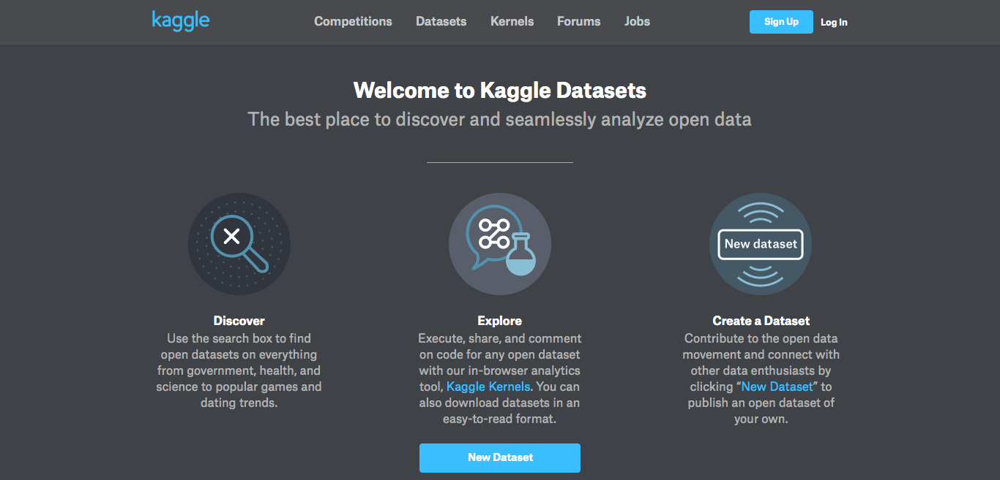 kaggle
Competitions
Datasets
Kernels
Forums
Jobs
Sign Up
Log In
Welcome to Kaggle Datasets
The best place to discover and seamlessly analyze open data
New dataset
Discover
Use the search box to find
open datasets on everything
from government, health, and
science to popular games and
dating trends.
Explore
Execute, share, and comment
on code for any open dataset
with our in-browser analytics
tool, Kaggle Kernels. You can
also download datasets in an
easy-to-read format.
Create a Dataset
Contribute to the open data
movement and connect with
other data enthusiasts by
clicking “New Dataset” to
publish an open dataset of
your own.
New Dataset